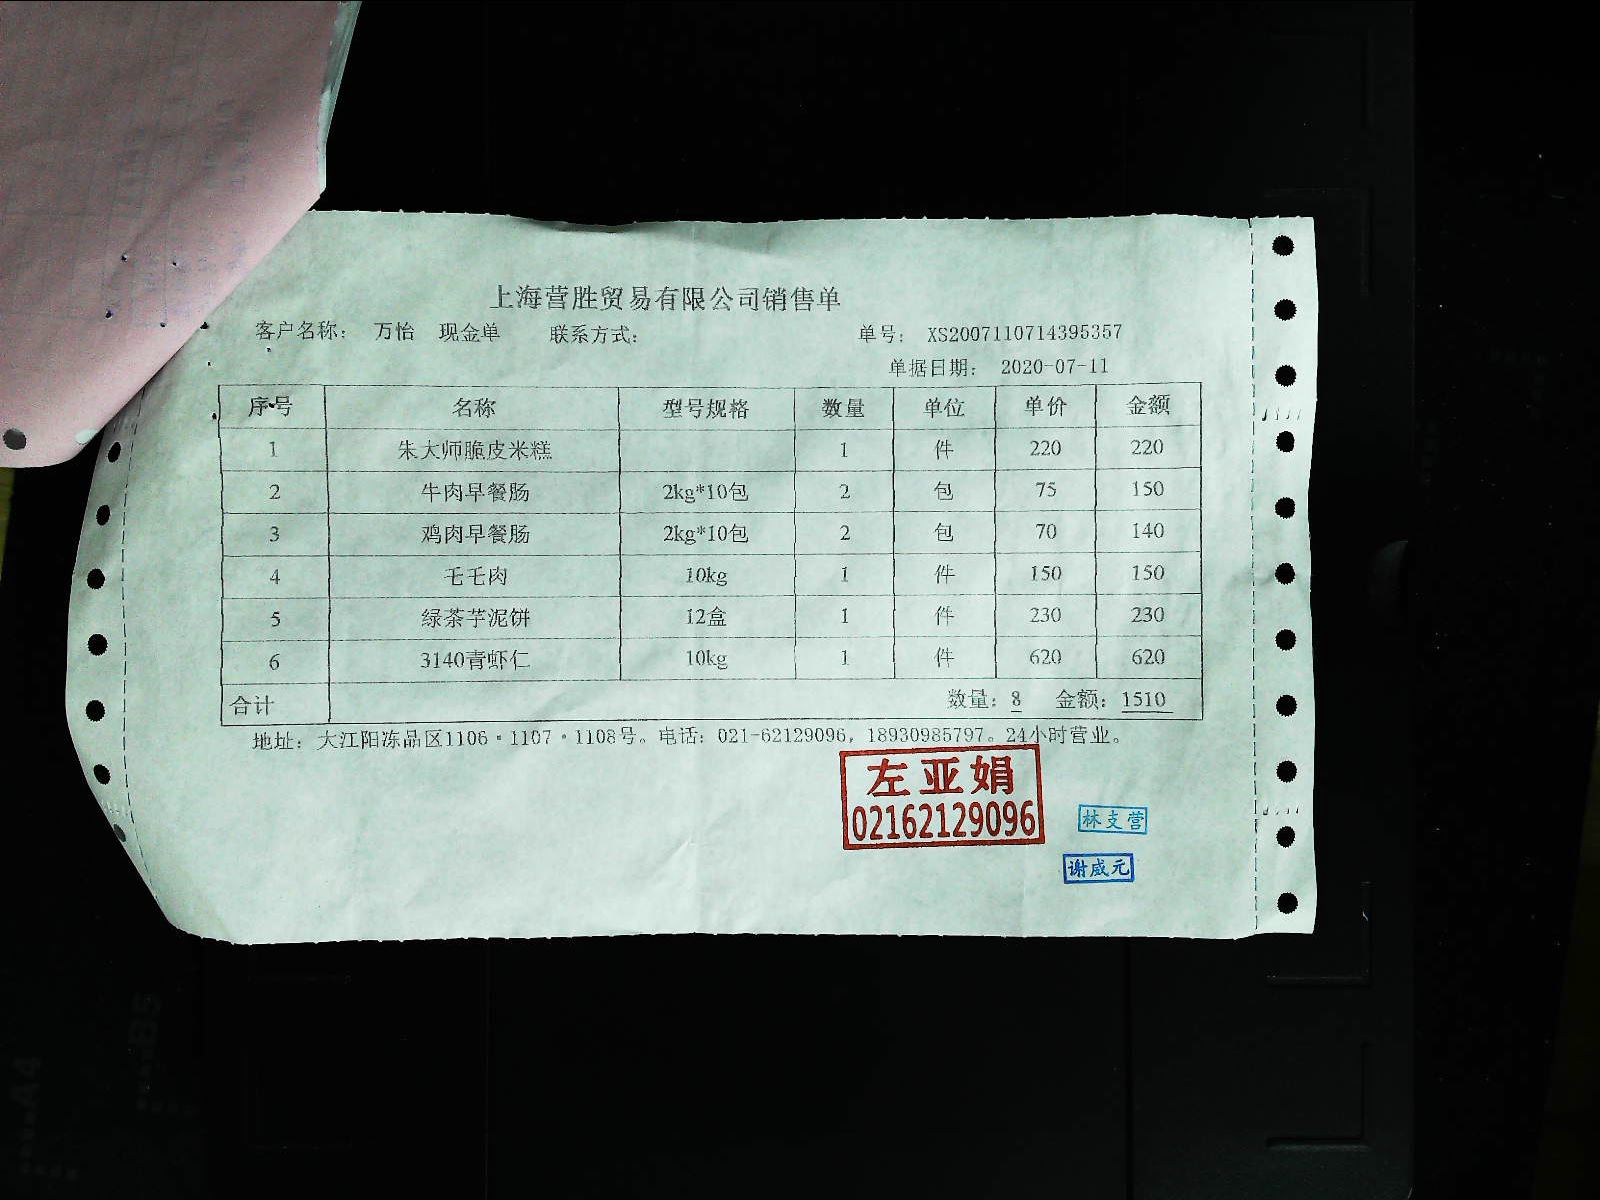 上海营胜贸易有限公司销售单
客户名称： 万怡 现金单 联系方式： 单号： XS2007110714395357
单据日期： 2020-07-11
序号 名称 型号规格 数量 单位 单价 金额
1 朱大师脆皮米糕 1 件 220 220
2 牛肉早餐肠 2kg*10包 2 包 75 150
3 鸡肉早餐肠 2kg*10包 2 包 70 140
4 毛毛肉 10kg 1 件 150 150
5 绿茶芋泥饼 12盒 1 件 230 230
6 3140青虾仁 10kg 1 件 620 620
合计 数量：8 金额：1510
地址：大江阳冻品区1106·1107·1108号。电话：021-62129096，18930985797。24小时营业。
左亚娟
02162129096
林支营
谢威元
B5
A4